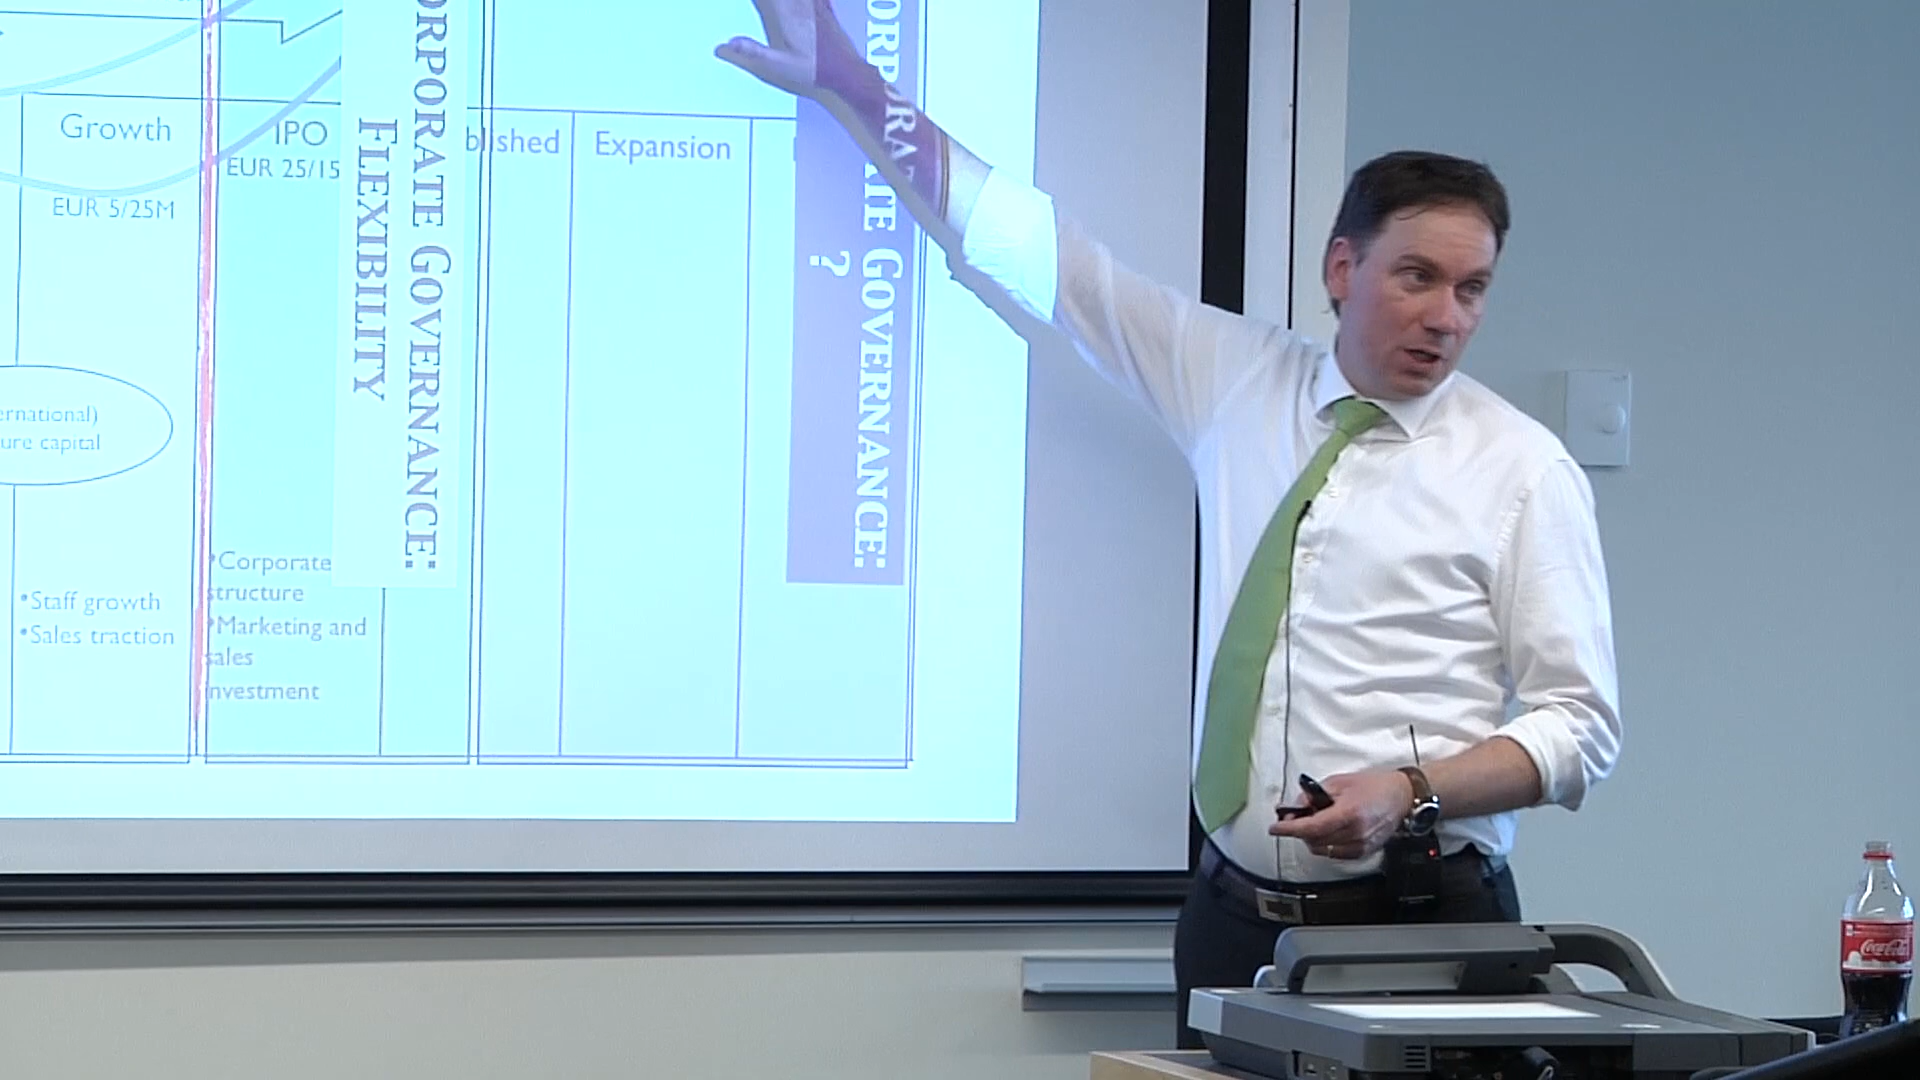 Growth
EUR 5/25M
IPO
EUR 25/15
blished
Expansion
ORPORATE GOVERNANCE:
FLEXIBILITY
GOVERNANCE:
?
ernational)
ure capital
•Staff growth
•Sales traction
•Corporate
structure
•Marketing and
sales
investment
Coca-Cola